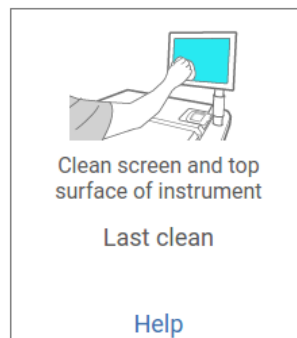 Clean screen and top
surface of instrument
Last clean
Help